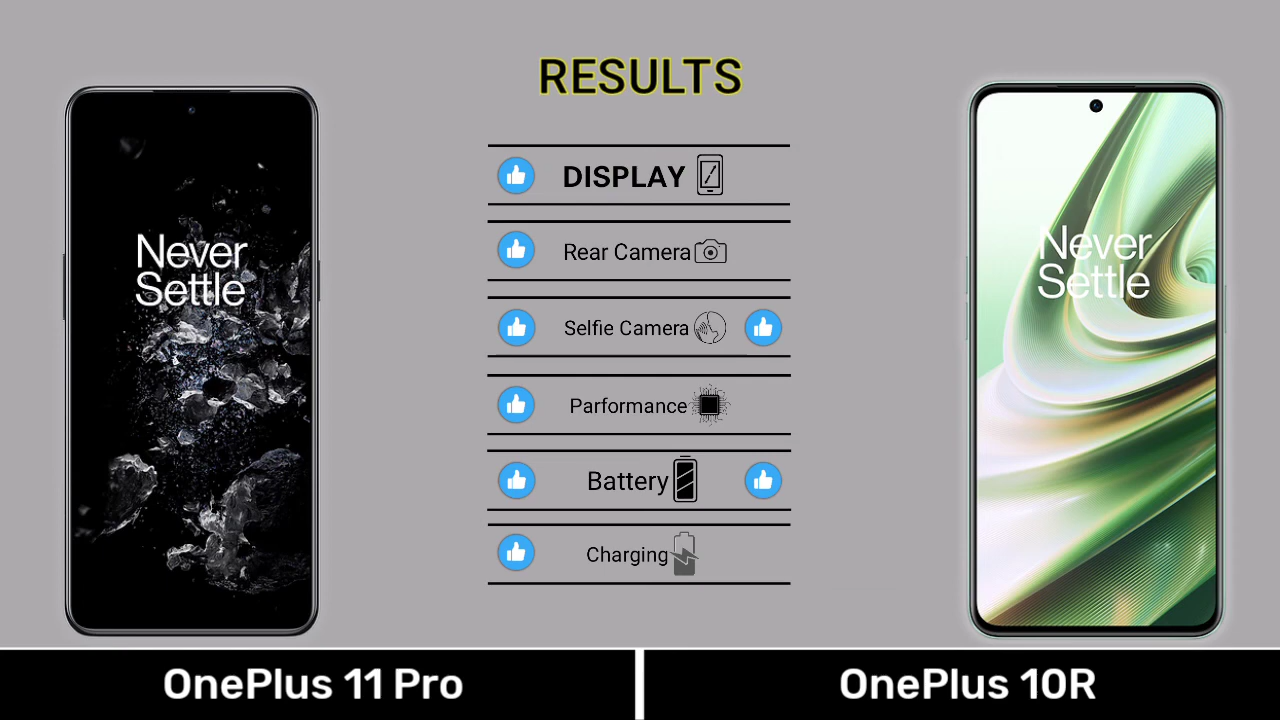 RESULTS
DISPLAY
Rear Camera
Selfie Camera
Parformance
Battery
Charging
Never
Settle
Never
Settle
OnePlus 11 Pro
OnePlus 10R